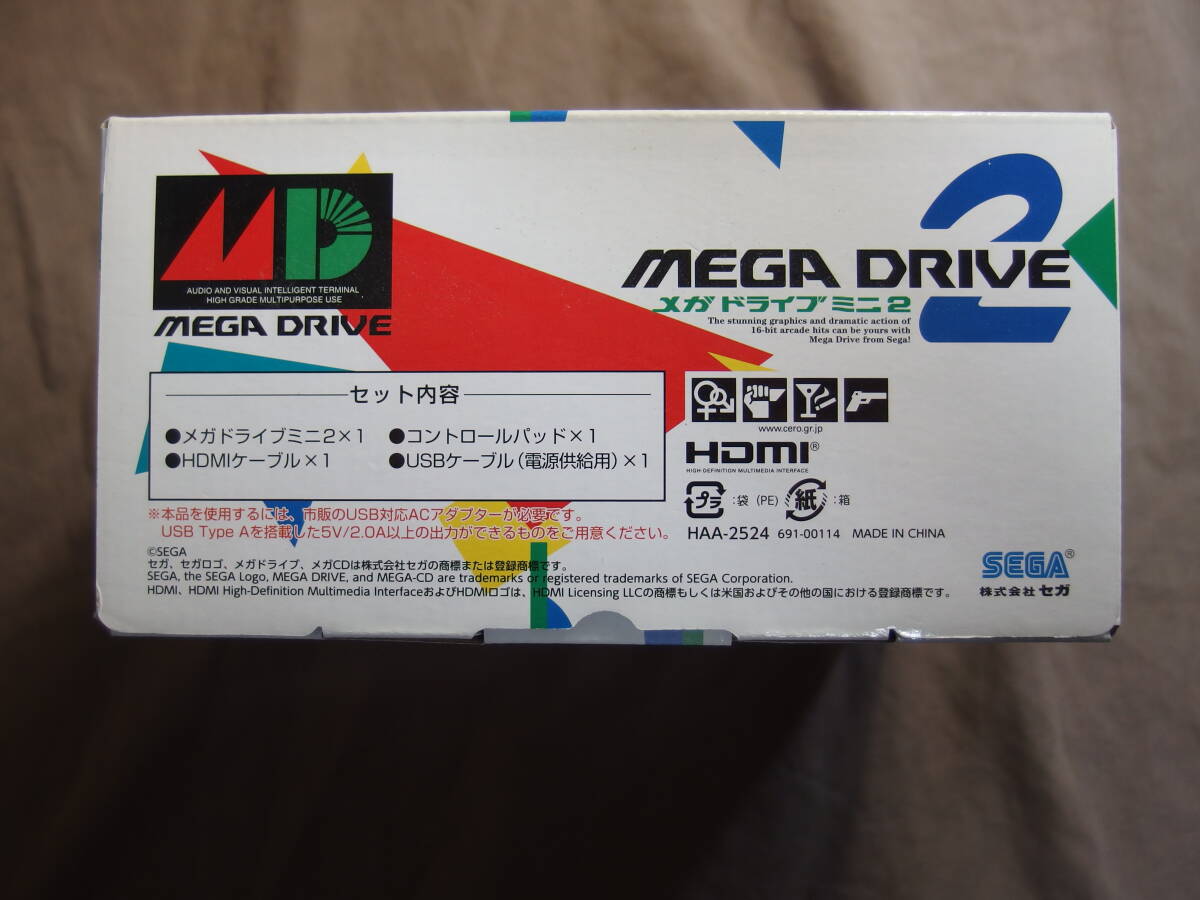 MD
AUDIO AND VISUAL INTELLIGENT TERMINAL
HIGH GRADE MULTIPURPOSE USE
MEGA DRIVE
MEGA DRIVE 2
メガドライブ ミニ2
The stunning graphics and dramatic action of
16-bit arcade hits can be yours with
Mega Drive from Sega!
セット内容
●メガドライブミニ2×1 ●コントロールパッド×1
●HDMIケーブル×1 ●USBケーブル(電源供給用)×1
※本品を使用するには、市販のUSB対応ACアダプターが必要です。
USB Type Aを搭載した5V/2.0A以上の出力ができるものをご用意ください。
www.cero.gr.jp
HDMI®
HIGH-DEFINITION MULTIMEDIA INTERFACE
プラ :袋 (PE) 紙 :箱
HAA-2524 691-00114 MADE IN CHINA
©SEGA
セガ、セガロゴ、メガドライブ、メガCDは株式会社セガの商標または登録商標です。
SEGA, the SEGA Logo, MEGA DRIVE, and MEGA-CD are trademarks or registered trademarks of SEGA Corporation.
HDMI、HDMI High-Definition Multimedia InterfaceおよびHDMIロゴは、HDMI Licensing LLCの商標もしくは米国およびその他の国における登録商標です。
SEGA®
株式会社セガ